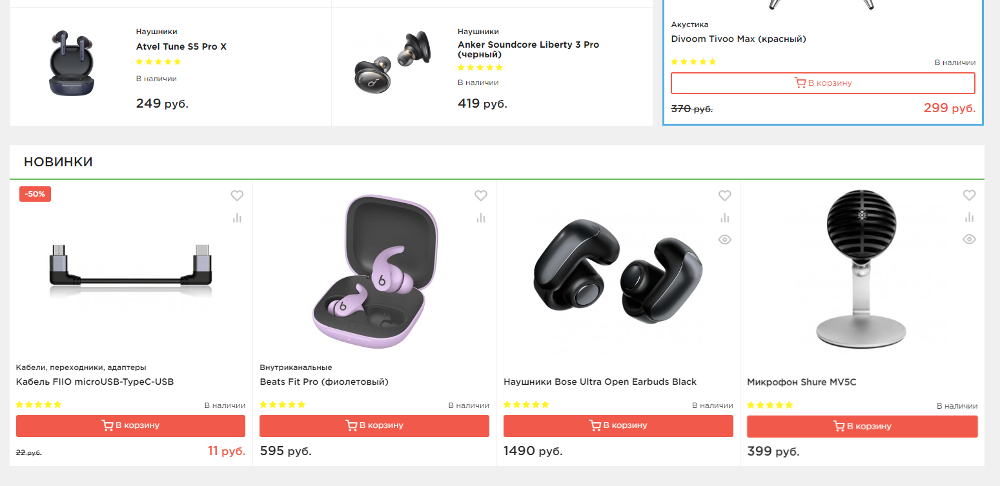 Наушники
Atvel Tune S5 Pro X
В наличии
249 руб.
Наушники
Anker Soundcore Liberty 3 Pro
(черный)
В наличии
419 руб.
Акустика
Divoom Tivoo Max (красный)
В наличии
В корзину
370 руб.
299 руб.
НОВИНКИ
-50%
Кабели, переходники, адаптеры
Кабель FIIO microUSB-TypeC-USB
В наличии
В корзину
22 руб.
11 руб.
Внутриканальные
Beats Fit Pro (фиолетовый)
В наличии
В корзину
595 руб.
Наушники Bose Ultra Open Earbuds Black
В наличии
В корзину
1490 руб.
Микрофон Shure MV5C
В наличии
В корзину
399 руб.